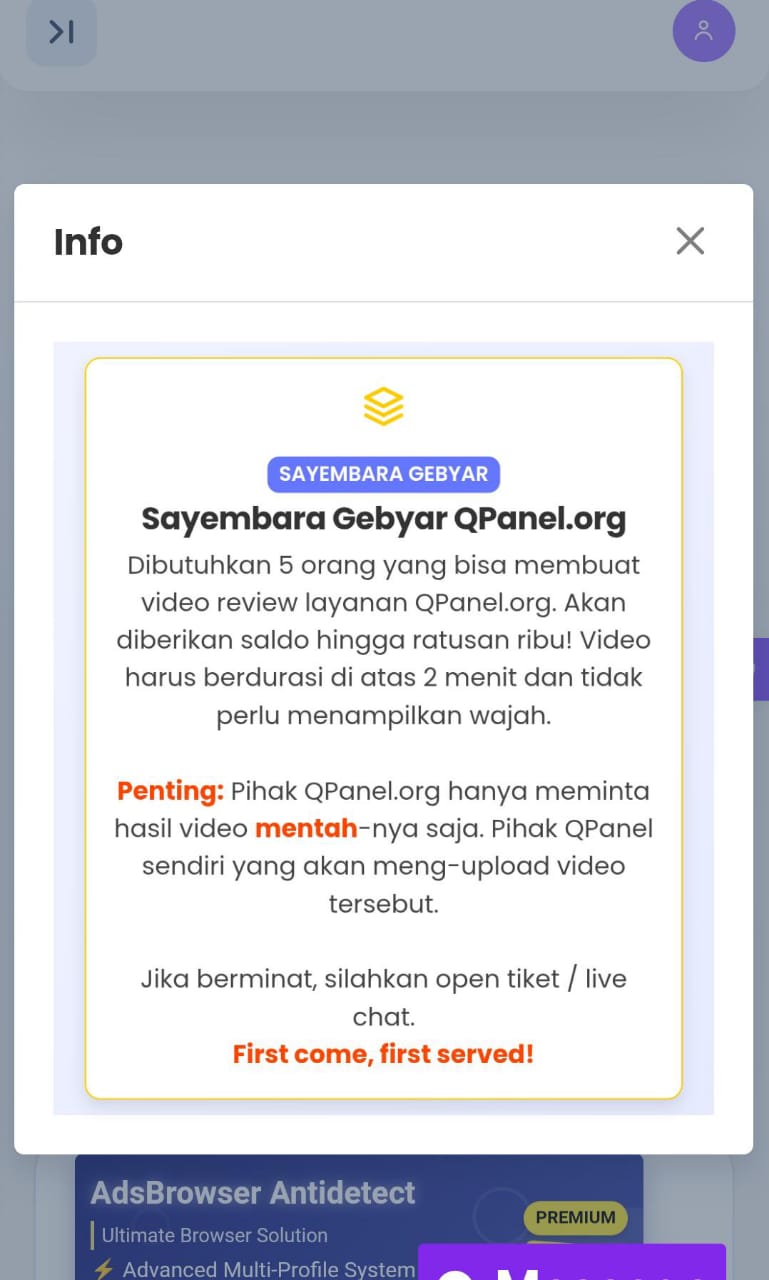 Info
SAYEMBARA GEBYAR
Sayembara Gebyar QPanel.org
Dibutuhkan 5 orang yang bisa membuat
video review layanan QPanel.org. Akan
diberikan saldo hingga ratusan ribu! Video
harus berdurasi di atas 2 menit dan tidak
perlu menampilkan wajah.
Penting: Pihak QPanel.org hanya meminta
hasil video mentah-nya saja. Pihak QPanel
sendiri yang akan meng-upload video
tersebut.
Jika berminat, silahkan open tiket / live
chat.
First come, first served!
AdsBrowser Antidetect
Ultimate Browser Solution
PREMIUM
Advanced Multi-Profile System